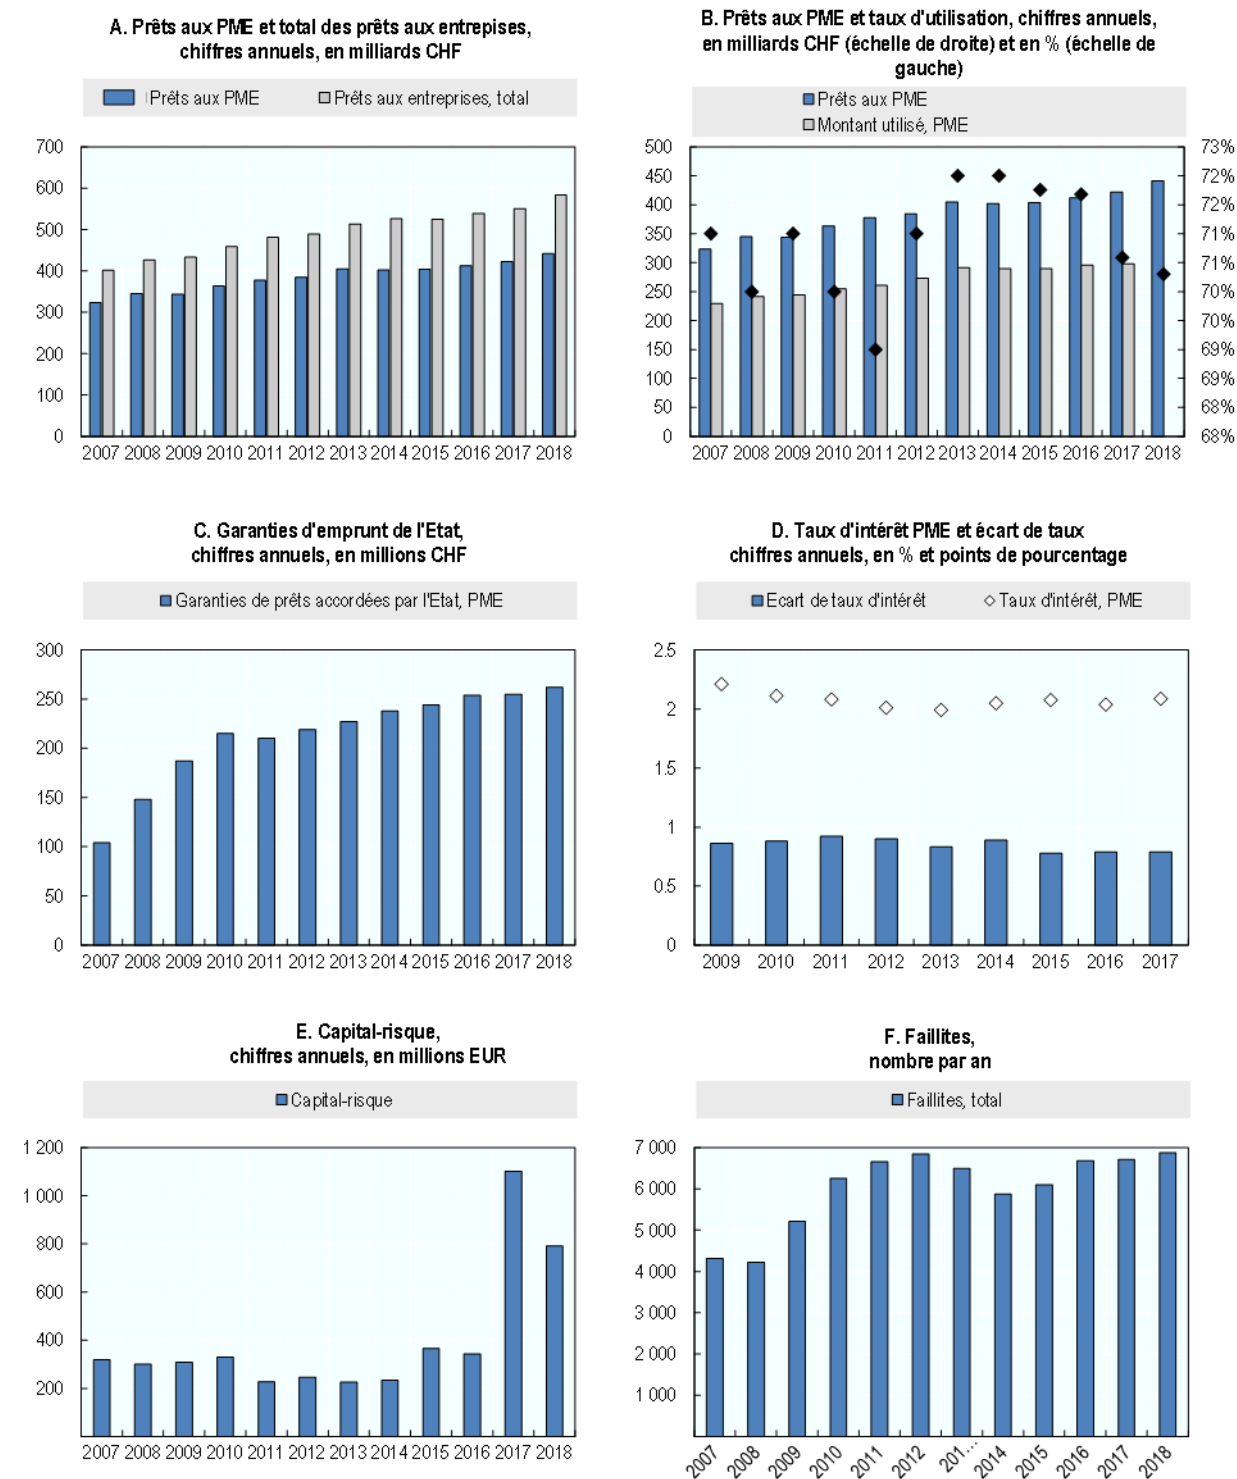 A. Prêts aux PME et total des prêts aux entrepises,
chiffres annuels, en milliards CHF
Prêts aux PME
Prêts aux entreprises, total
700
600
500
400
300
200
100
0
2007 2008 2009 2010 2011 2012 2013 2014 2015 2016 2017 2018
B. Prêts aux PME et taux d'utilisation, chiffres annuels,
en milliards CHF (échelle de droite) et en % (échelle de
gauche)
Prêts aux PME
Montant utilisé, PME
500
450
400
350
300
250
200
150
100
50
0
73%
72%
72%
71%
71%
70%
70%
69%
69%
68%
68%
2007 2008 2009 2010 2011 2012 2013 2014 2015 2016 2017 2018
C. Garanties d'emprunt de l'Etat,
chiffres annuels, en millions CHF
Garanties de prêts accordées par l'Etat, PME
300
250
200
150
100
50
0
2007 2008 2009 2010 2011 2012 2013 2014 2015 2016 2017 2018
D. Taux d'intérêt PME et écart de taux
chiffres annuels, en % et points de pourcentage
Ecart de taux d'intérêt
Taux d'intérêt, PME
2.5
2
1.5
1
0.5
0
2009 2010 2011 2012 2013 2014 2015 2016 2017
E. Capital-risque,
chiffres annuels, en millions EUR
Capital-risque
1 200
1 000
800
600
400
200
2007 2008 2009 2010 2011 2012 2013 2014 2015 2016 2017 2018
F. Faillites,
nombre par an
Faillites, total
7 000
6 000
5 000
4 000
3 000
2 000
1 000
2007 2008 2009 2010 2011 2012 201... 2014 2015 2016 2017 2018